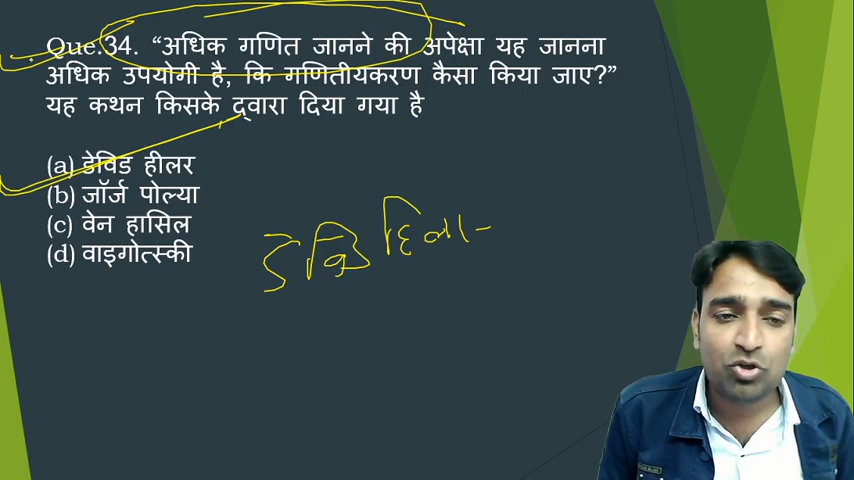 Que.34. “अधिक गणित जानने की अपेक्षा यह जानना
अधिक उपयोगी है, कि गणितीयकरण कैसा किया जाए?”
यह कथन किसके द्वारा दिया गया है
(a) डेविड हीलर
(b) जॉर्ज पोल्या
(c) वेन हासिल
(d) वाइगोत्स्की